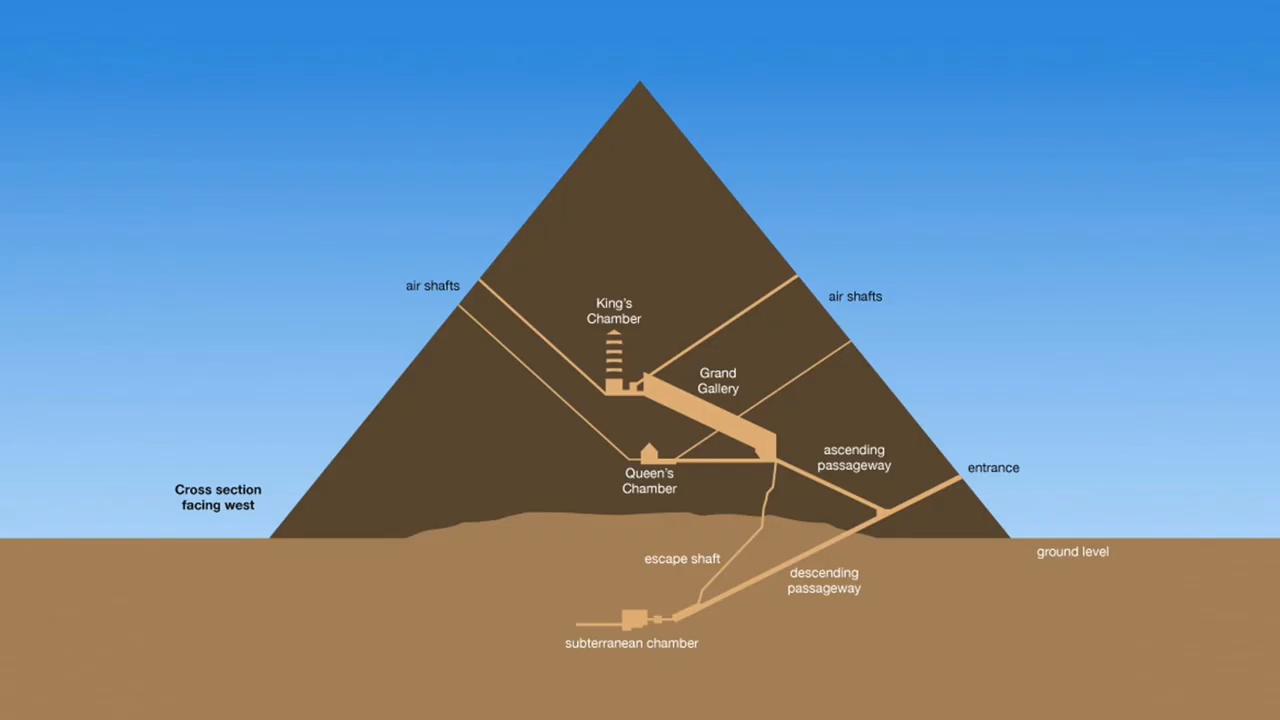 air shafts
King's
Chamber
air shafts
Grand
Gallery
ascending
passageway
entrance
Queen's
Chamber
Cross section
facing west
ground level
escape shaft
descending
passageway
subterranean chamber